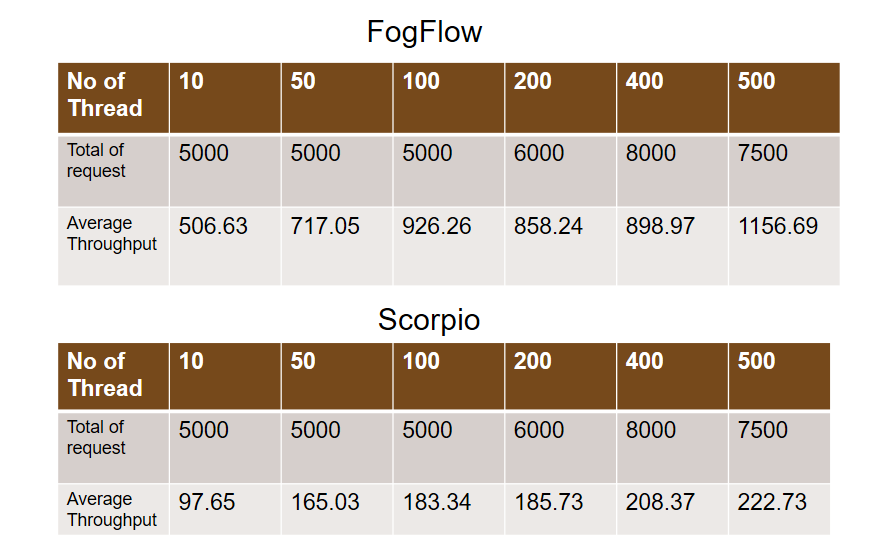 FogFlow
No of Thread 10 50 100 200 400 500
Total of request 5000 5000 5000 6000 8000 7500
Average Throughput 506.63 717.05 926.26 858.24 898.97 1156.69
Scorpio
No of Thread 10 50 100 200 400 500
Total of request 5000 5000 5000 6000 8000 7500
Average Throughput 97.65 165.03 183.34 185.73 208.37 222.73